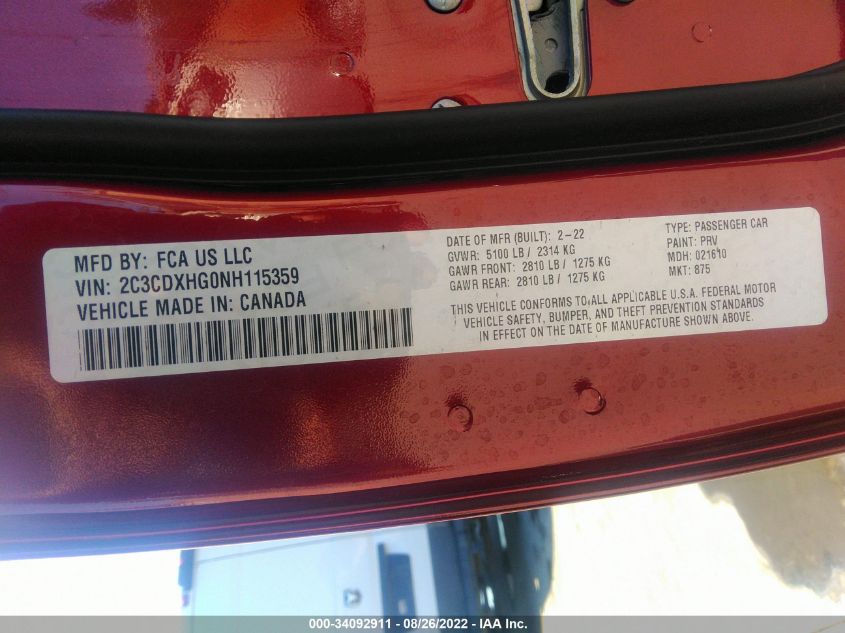 MFD BY: FCA US LLC
VIN: 2C3CDXHG0NH115359
VEHICLE MADE IN: CANADA
DATE OF MFR (BUILT): 2-22
GVWR: 5100 LB / 2314 KG
GAWR FRONT: 2810 LB / 1275 KG
GAWR REAR: 2810 LB / 1275 KG
TYPE: PASSENGER CAR
PAINT: PRV
MDH: 021610
MKT: 875
THIS VEHICLE CONFORMS TO ALL APPLICABLE U.S.A. FEDERAL MOTOR
VEHICLE SAFETY, BUMPER, AND THEFT PREVENTION STANDARDS
IN EFFECT ON THE DATE OF MANUFACTURE SHOWN ABOVE.
000-34092911 - 08/26/2022 - IAA Inc.